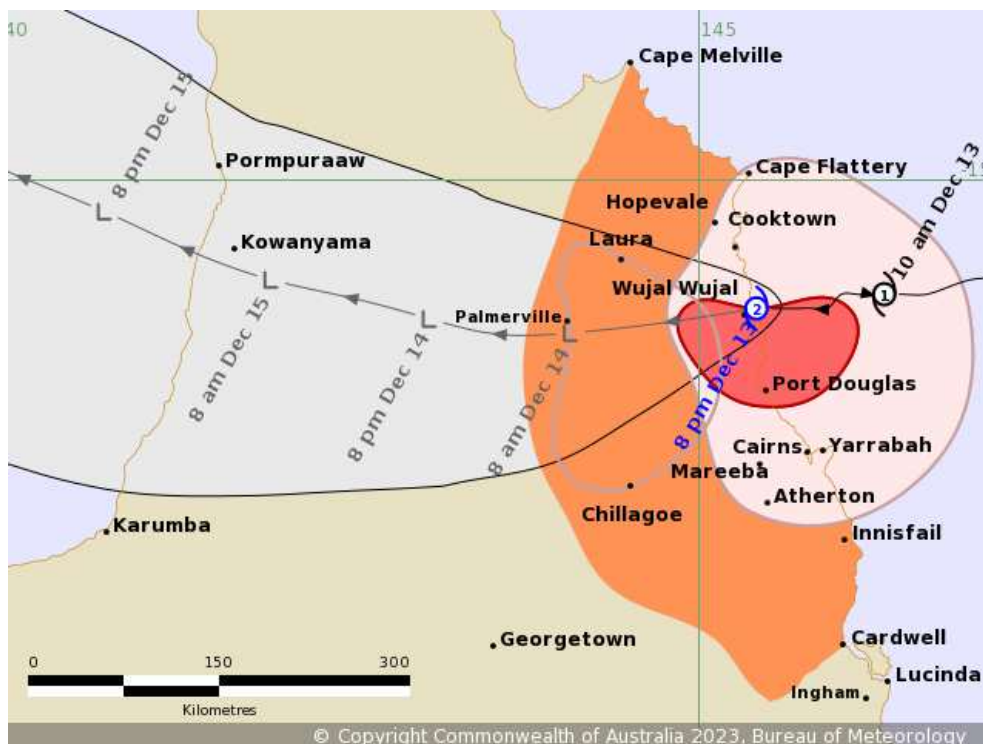 40
145
Cape Melville
8 pm Dec 15
Pormpuraaw
Cape Flattery
10 am Dec 13
Hopevale
Cooktown
Kowanyama
Laura
Wujal Wujal
1
2
Palmerville
8 am Dec 15
8 pm Dec 14
8 am Dec 14
8 pm Dec 13
Port Douglas
Cairns
Yarrabah
Mareeba
Atherton
Chillagoe
Karumba
Innisfail
Georgetown
Cardwell
Lucinda
Ingham
0 150 300
Kilometres
L
L
L
L
© Copyright Commonwealth of Australia 2023, Bureau of Meteorology